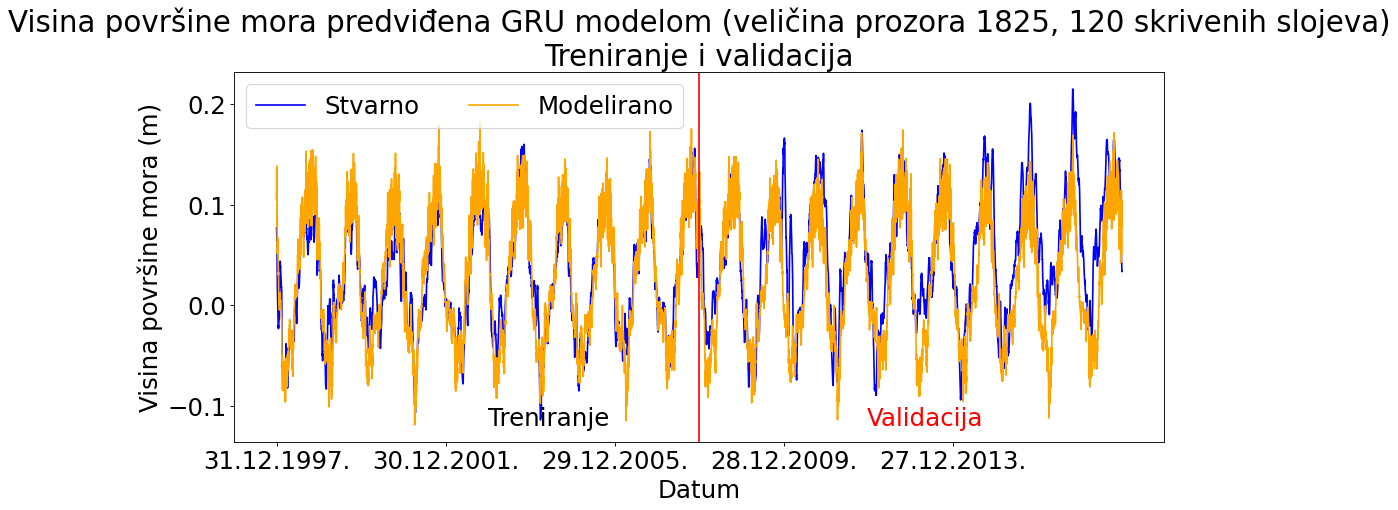 Visina površine mora predviđena GRU modelom (veličina prozora 1825, 120 skrivenih slojeva)
Treniranje i validacija
Stvarno
Modelirano
Visina površine mora (m)
0.2
0.1
0.0
−0.1
Treniranje
Validacija
31.12.1997.
30.12.2001.
29.12.2005.
28.12.2009.
27.12.2013.
Datum